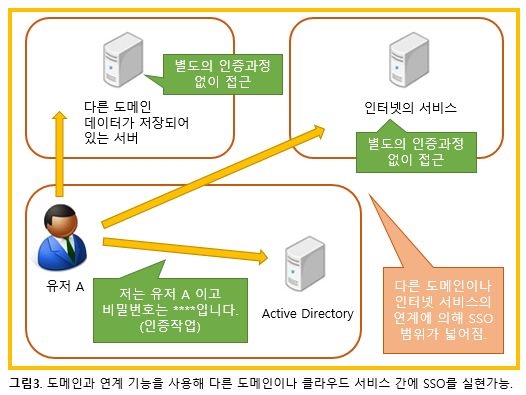 별도의 인증과정
없이 접근
다른 도메인
데이터가 저장되어
있는 서버
인터넷의 서비스
별도의 인증과정
없이 접근
유저 A
저는 유저 A 이고
비밀번호는 ****입니다.
(인증작업)
Active Directory
다른 도메인이나
인터넷 서비스의
연계에 의해 SSO
범위가 넓어짐.
그림3. 도메인과 연계 기능을 사용해 다른 도메인이나 클라우드 서비스 간에 SSO를 실현가능.